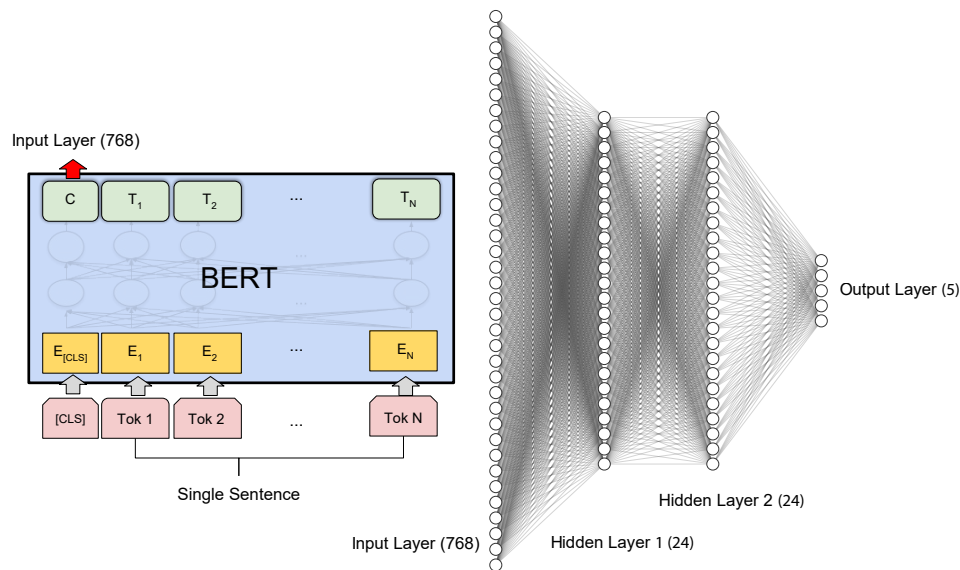 Input Layer (768)
C T1 T2 ... TN
...
BERT
...
E[CLS] E1 E2 ... EN
[CLS] Tok 1 Tok 2 ... Tok N
Single Sentence
Output Layer (5)
Hidden Layer 2 (24)
Input Layer (768) Hidden Layer 1 (24)